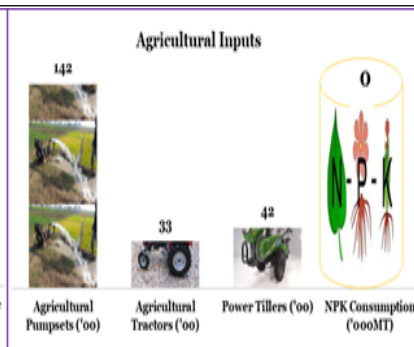 Agricultural Inputs
142
33
42
0
N-P-K
Agricultural
Pumpsets ('00)
Agricultural
Tractors ('00)
Power Tillers ('00)
NPK Consumption
('000MT)